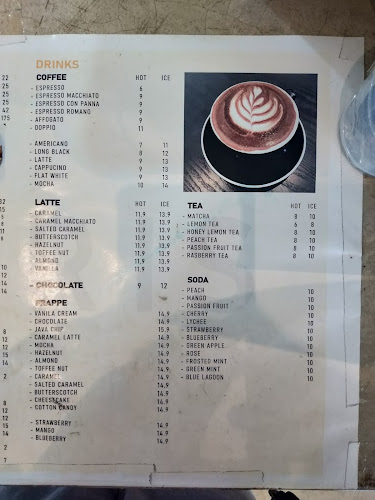 DRINKS
COFFEE HOT ICE
- ESPRESSO 6
- ESPRESSO MACCHIATO 9
- ESPRESSO CON PANNA 9
- ESPRESSO ROMANO 9
- AFFOGATO 9
- DOPPIO 11
- AMERICANO 7 11
- LONG BLACK 8 12
- LATTE 9 13
- CAPPUCINO 9 13
- FLAT WHITE 9 13
- MOCHA 10 14
LATTE HOT ICE
- CARAMEL 11.9 13.9
- CARAMEL MACCHIATO 11.9 13.9
- SALTED CARAMEL 11.9 13.9
- BUTTERSCOTCH 11.9 13.9
- HAZELNUT 11.9 13.9
- TOFFEE NUT 11.9 13.9
- ALMOND 11.9 13.9
- VANILLA 11.9 13.9
- CHOCOLATE 9 12
FRAPPE
- VANILA CREAM 14.9
- CHOCOLATE 14.9
- JAVA CHIP 15.9
- CARAMEL LATTE 14.9
- MOCHA 14.9
- HAZELNUT 14.9
- ALMOND 14.9
- TOFFEE NUT 14.9
- CARAMEL 14.9
- SALTED CARAMEL 14.9
- BUTTERSCOTCH 14.9
- CHEESTCAKE 14.9
- COTTON CANDY 14.9
- STRAWBERRY 14.9
- MANGO 14.9
- BLUEBERRY 14.9
TEA HOT ICE
- MATCHA 8 10
- LEMON TEA 6 8
- HONEY LEMON TEA 8 10
- PEACH TEA 8 10
- PASSION FRUIT TEA 8 10
- RASBERRY TEA 8 10
SODA
- PEACH 10
- MANGO 10
- PASSION FRUIT 10
- CHERRY 10
- LYCHEE 10
- STRAWBERRY 10
- BLUEBERRY 10
- GREEN APPLE 10
- ROSE 10
- FROSTED MINT 10
- GREEN MINT 10
- BLUE LAGOON 10